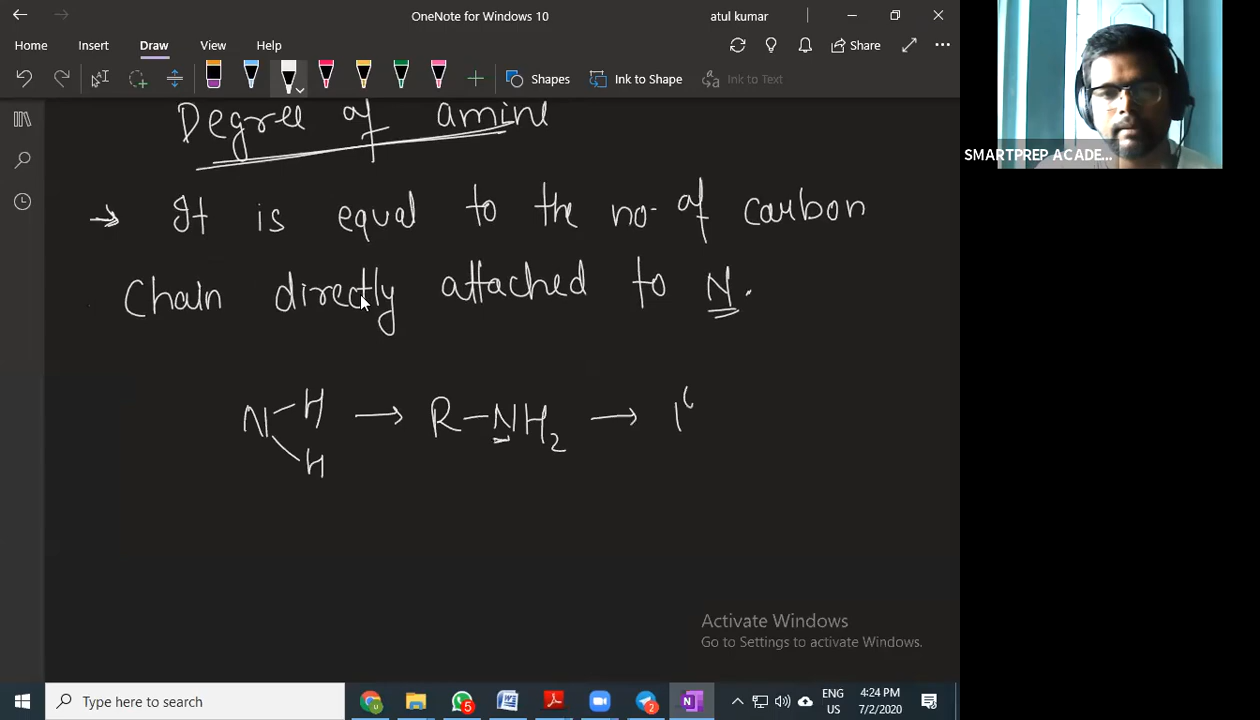 OneNote for Windows 10
atul kumar
Home Insert Draw View Help
Share
Shapes Ink to Shape Ink to Text
Degree of amine
→ It is equal to the no. of carbon
Chain directly attached to N.
N H → R-NH2 → 1
H
SMARTPREP ACADE...
Activate Windows
Go to Settings to activate Windows.
Type here to search
5
2
ENG
US
4:24 PM
7/2/2020